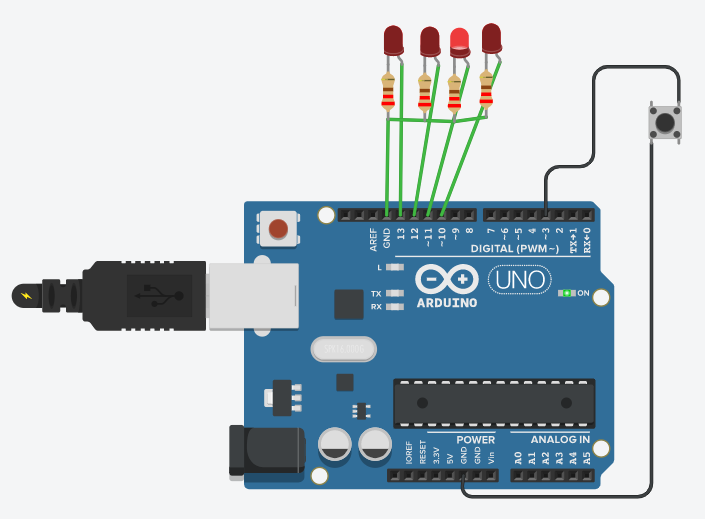 AREF
GND
13
12
~11
~10
~9
8
7
~6
~5
4
~3
2
TX→1
RX←0
DIGITAL (PWM~)
L
TX
RX
ARDUINO
UNO
ON
POWER
ANALOG IN
IOREF
RESET
3.3V
5V
GND
GND
Vin
A0
A1
A2
A3
A4
A5